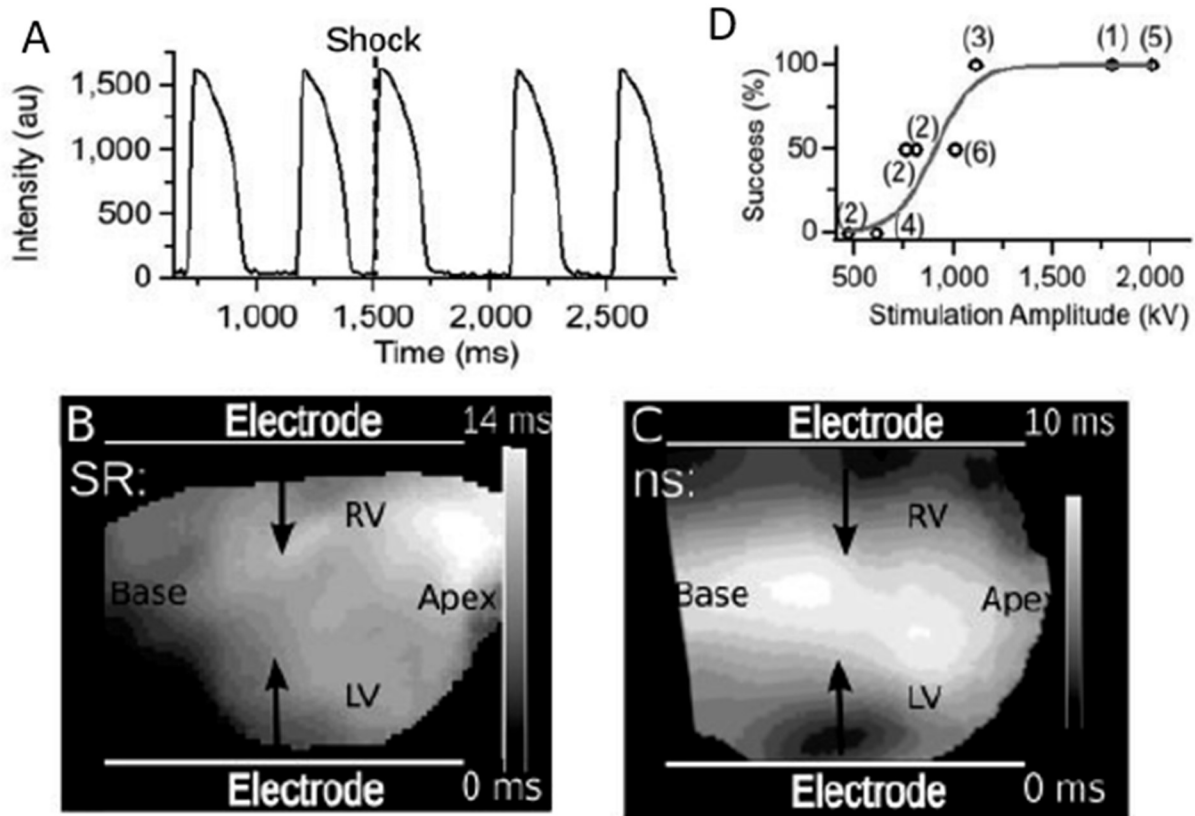 A
Shock
Intensity (au)
1,500
1,000
500
0
1,000 1,500 2,000 2,500
Time (ms)
D
Success (%)
100
50
0
(3) (1) (5)
(2)
(6)
(2)
(2)
(4)
500 1,000 1,500 2,000
Stimulation Amplitude (kV)
B
Electrode
14 ms
SR:
RV
Base
Apex
LV
0 ms
Electrode
C
Electrode
10 ms
ns:
RV
Base
Apex
LV
0 ms
Electrode